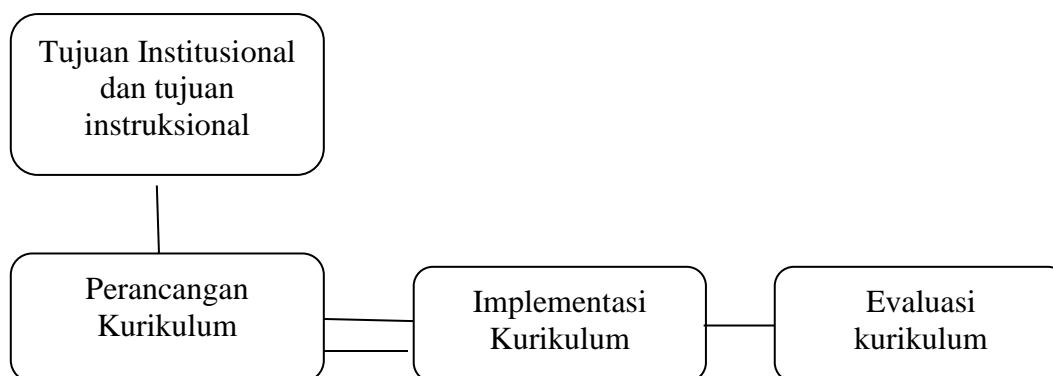 Tujuan Institusional
dan tujuan
instruksional
Perancangan
Kurikulum
Implementasi
Kurikulum
Evaluasi
kurikulum